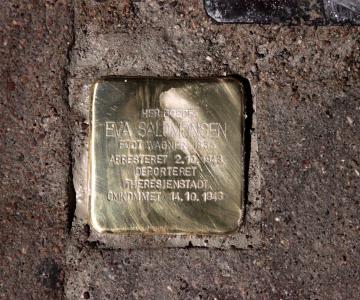 HER BOEDE
EVA SALOMONSEN
FØDT WAGNER
ARRESTERET 2.10.1943
DEPORTERET
THERESIENSTADT
OMKOMMET 14.10.1943